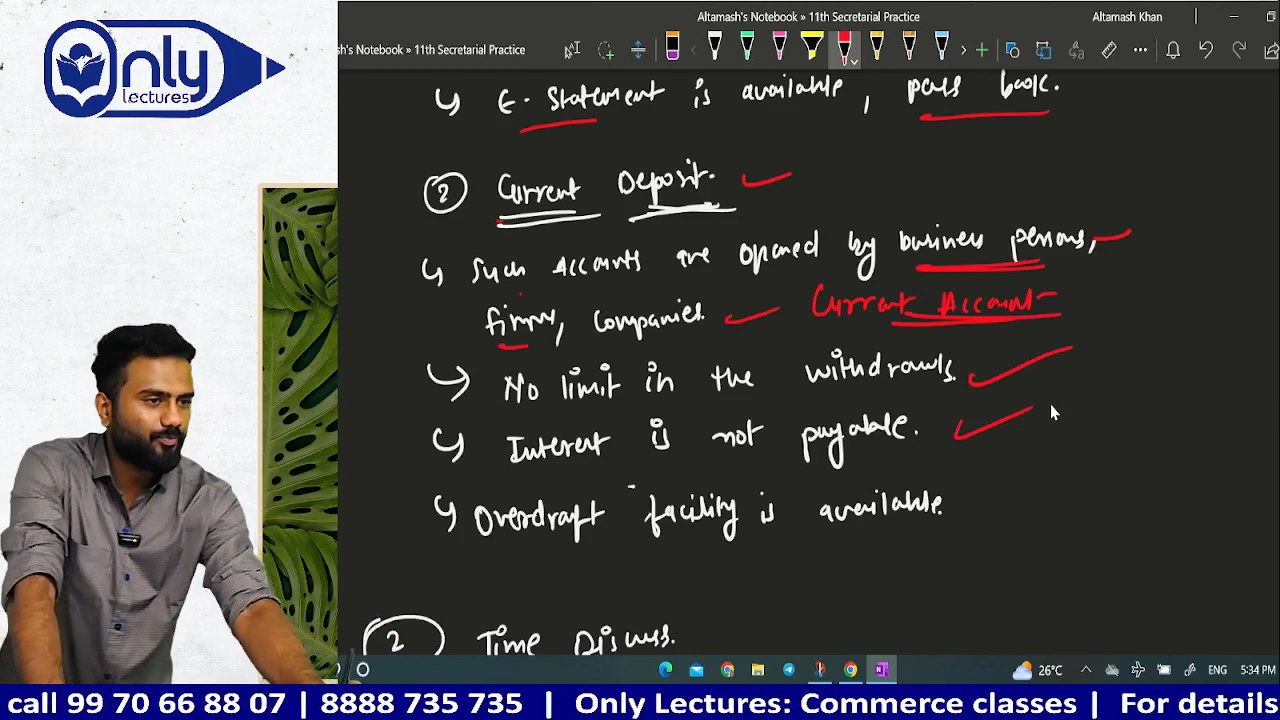 Altamash's Notebook » 11th Secretarial Practice
Altamash Khan
's Notebook » 11th Secretarial Practice
Only
lectures
↳ E- Statement is available, pass book.
② Current Deposit.
↳ Such Accounts are opened by business persons,
firms, Companies. Current Account
↳ No limit in the withdrawls.
↳ Interest is not payable.
↳ Overdraft facility is available.
② Time Discuss.
26°C
ENG
5:34 PM
call 99 70 66 88 07 | 8888 735 735 | Only Lectures: Commerce classes | For details